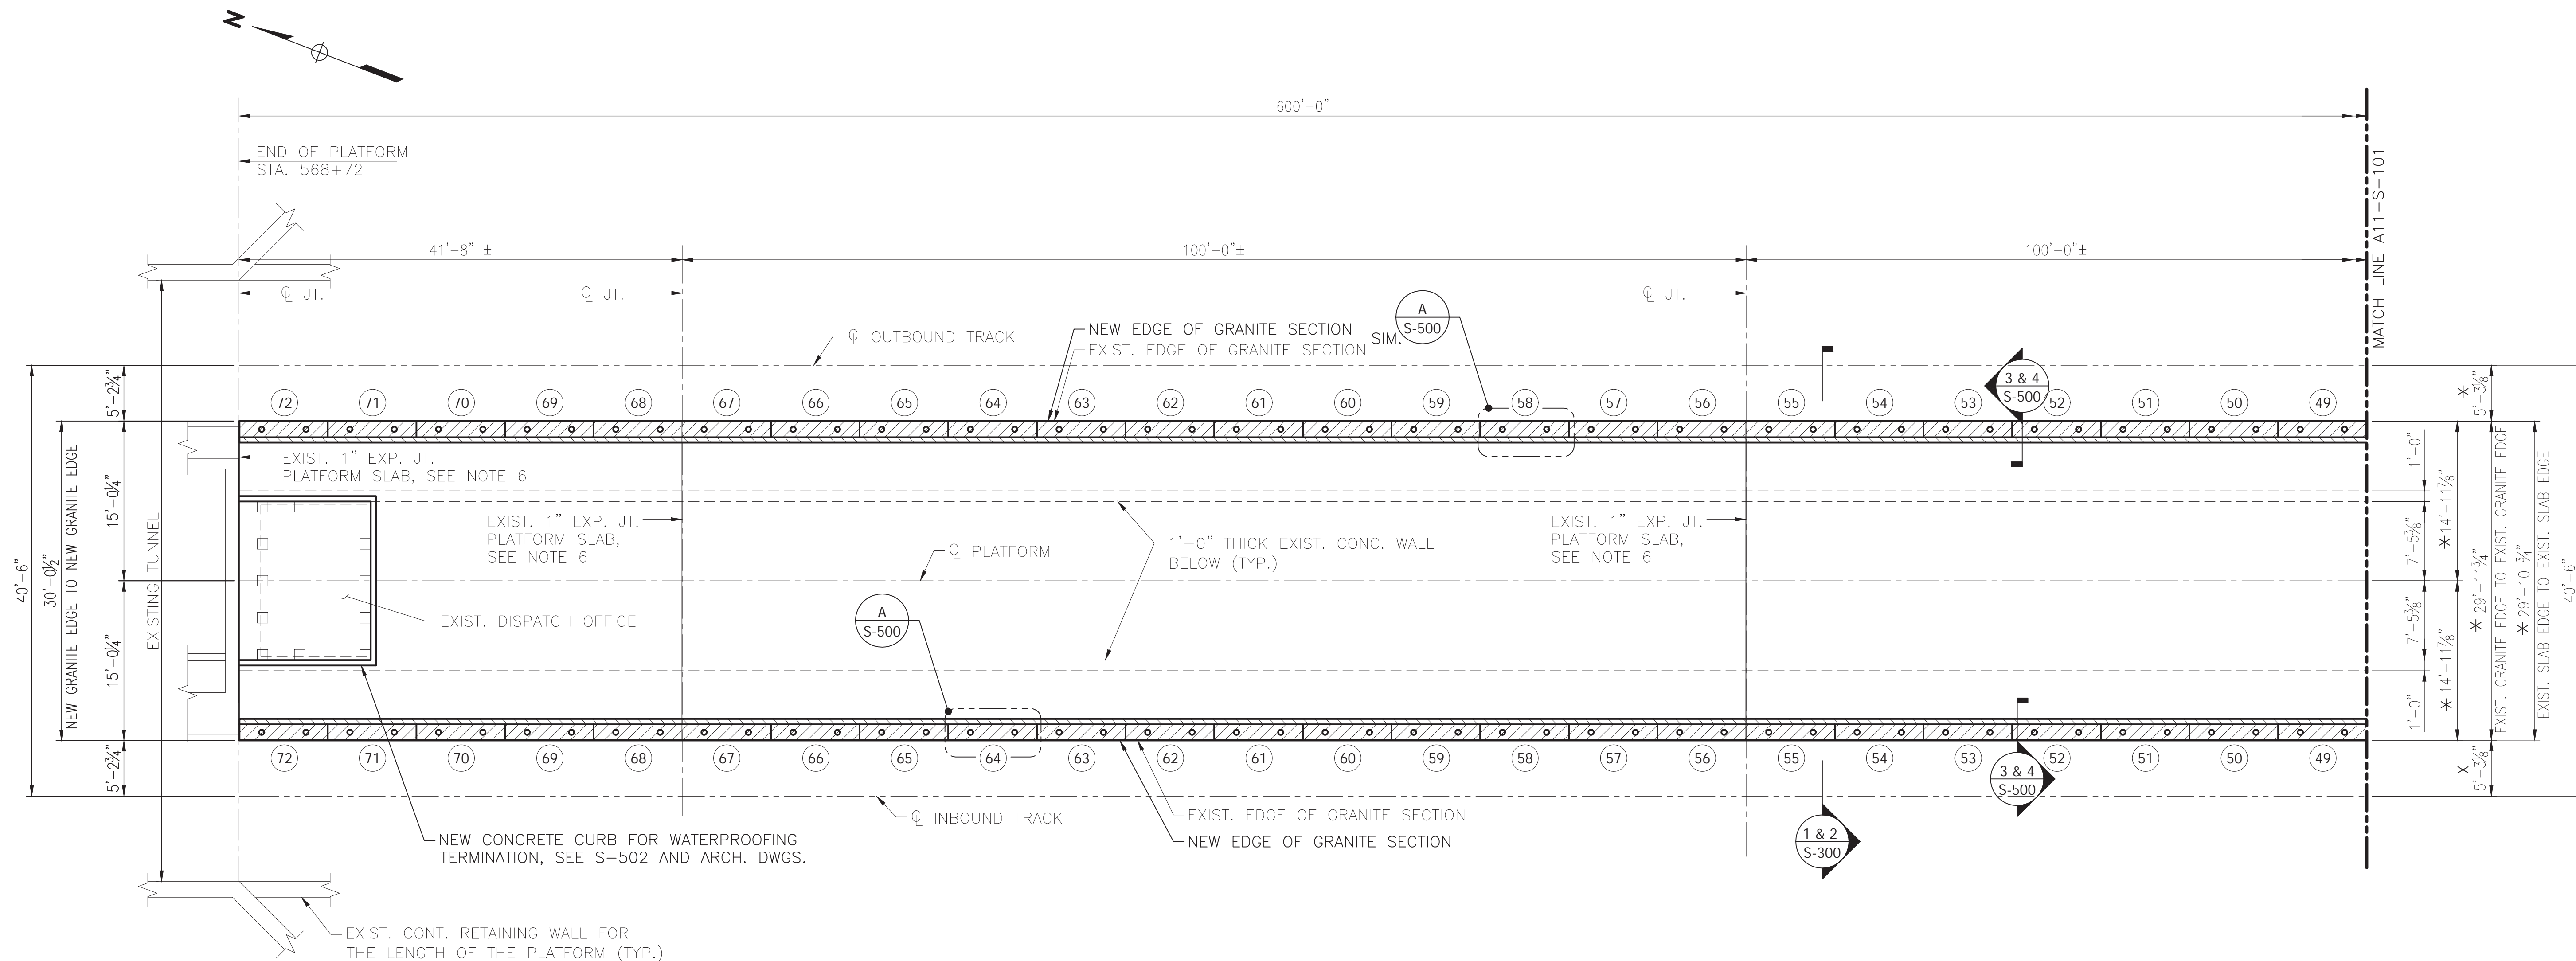 N
600'-0"
END OF PLATFORM
STA. 568+72
MATCH LINE A11-S-101
41'-8" ±
100'-0"±
100'-0"±
℄ JT.
℄ JT.
℄ JT.
℄ OUTBOUND TRACK
NEW EDGE OF GRANITE SECTION
EXIST. EDGE OF GRANITE SECTION
SIM.
A
S-500
3 & 4
S-500
72 71 70 69 68 67 66 65 64 63 62 61 60 59 58 57 56 55 54 53 52 51 50 49
EXIST. 1" EXP. JT.
PLATFORM SLAB, SEE NOTE 6
EXIST. 1" EXP. JT.
PLATFORM SLAB,
SEE NOTE 6
EXIST. 1" EXP. JT.
PLATFORM SLAB,
SEE NOTE 6
℄ PLATFORM
1'-0" THICK EXIST. CONC. WALL
BELOW (TYP.)
EXIST. DISPATCH OFFICE
A
S-500
72 71 70 69 68 67 66 65 64 63 62 61 60 59 58 57 56 55 54 53 52 51 50 49
3 & 4
S-500
1 & 2
S-300
℄ INBOUND TRACK
EXIST. EDGE OF GRANITE SECTION
NEW EDGE OF GRANITE SECTION
NEW CONCRETE CURB FOR WATERPROOFING
TERMINATION, SEE S-502 AND ARCH. DWGS.
EXIST. CONT. RETAINING WALL FOR
THE LENGTH OF THE PLATFORM (TYP.)
40'-6"
30'-0½"
NEW GRANITE EDGE TO NEW GRANITE EDGE
5'-2¾"
15'-0¼"
15'-0¼"
5'-2¾"
EXISTING TUNNEL
1'-0"
7'-5⅜"
7'-5⅜"
1'-0"
*14'-11⅞"
*14'-11⅞"
* 5'-3⅛"
* 29'-11¾"
* 5'-3⅛"
EXIST. GRANITE EDGE TO EXIST. GRANITE EDGE
* 29'-10 ¾"
EXIST. SLAB EDGE TO EXIST. SLAB EDGE
40'-6"